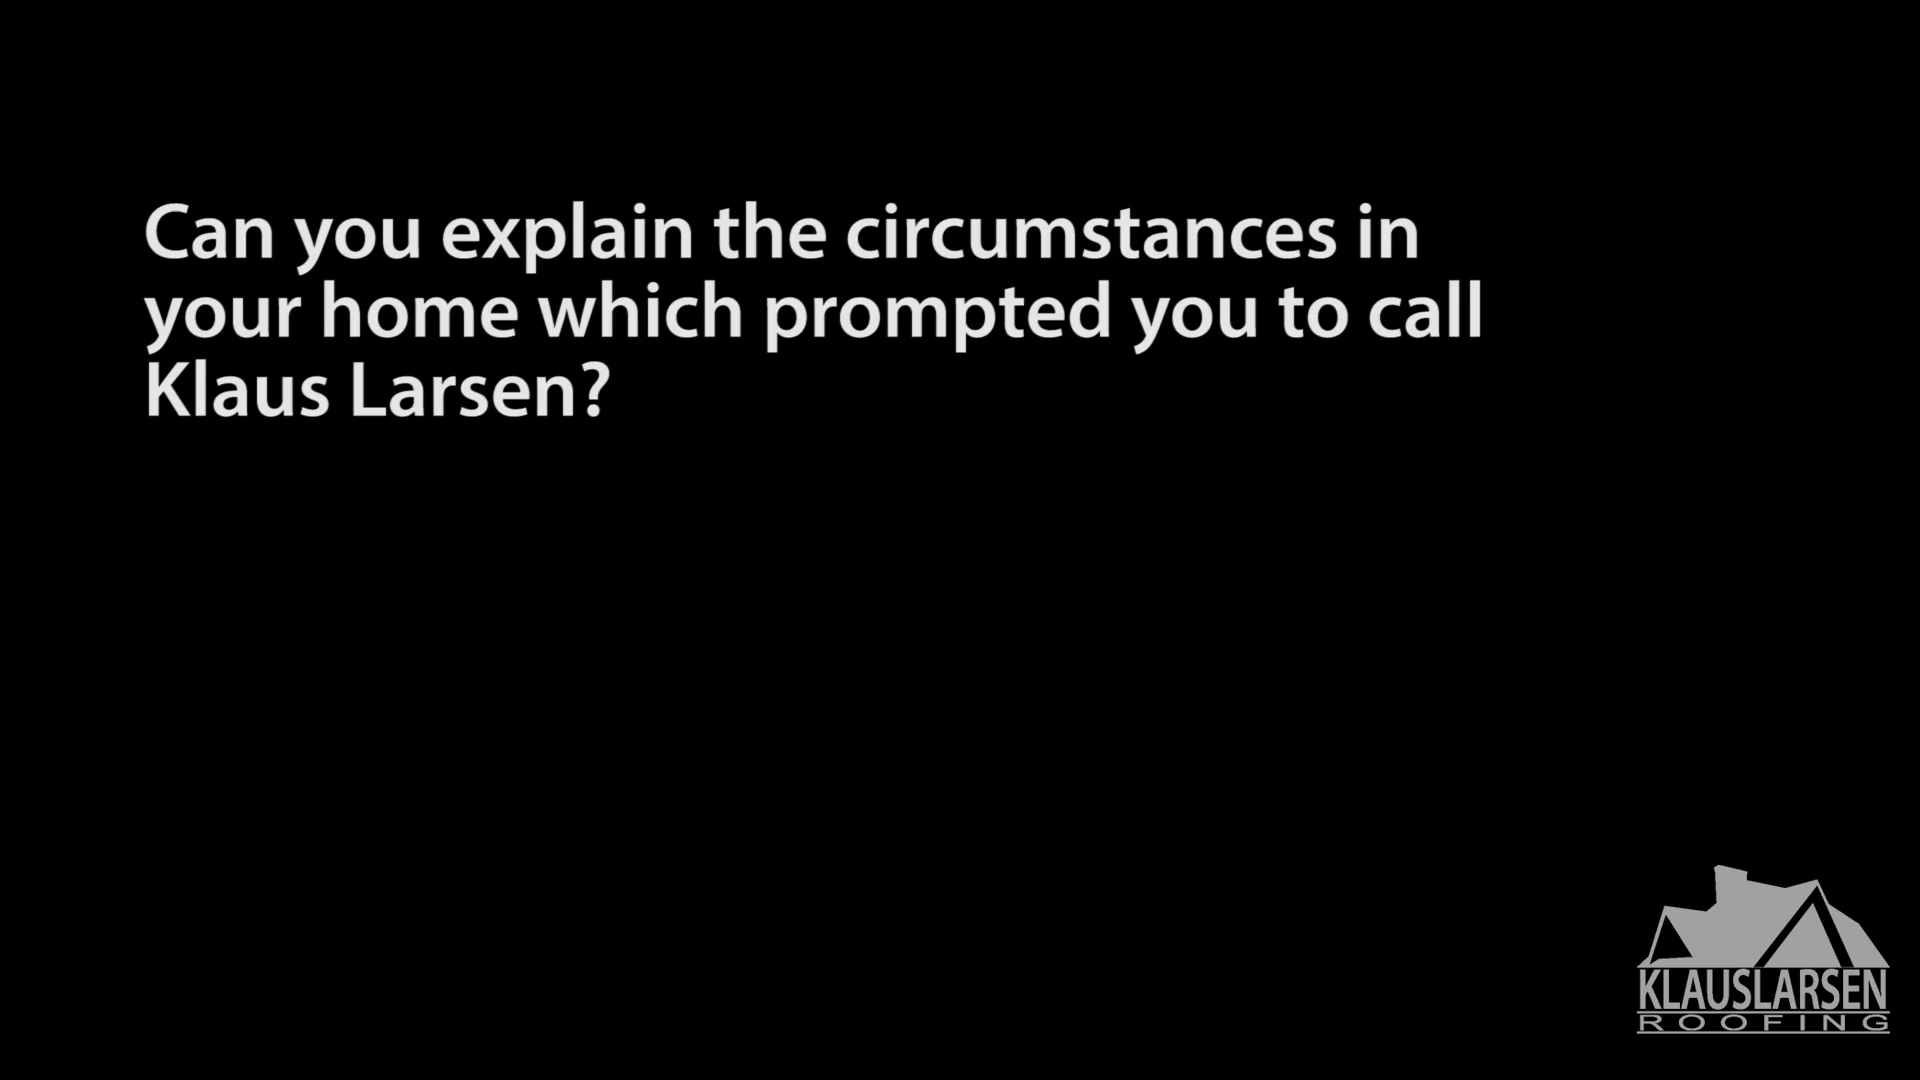 Can you explain the circumstances in
your home which prompted you to call
Klaus Larsen?
KLAUSLARSEN
ROOFING